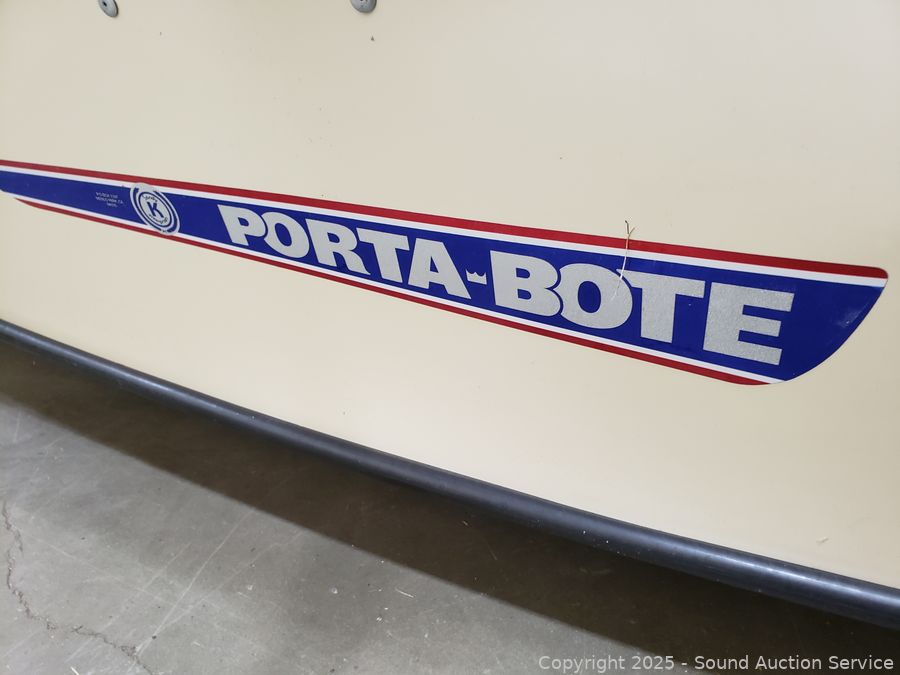 K
PORTA-BOTE
Copyright 2025 - Sound Auction Service